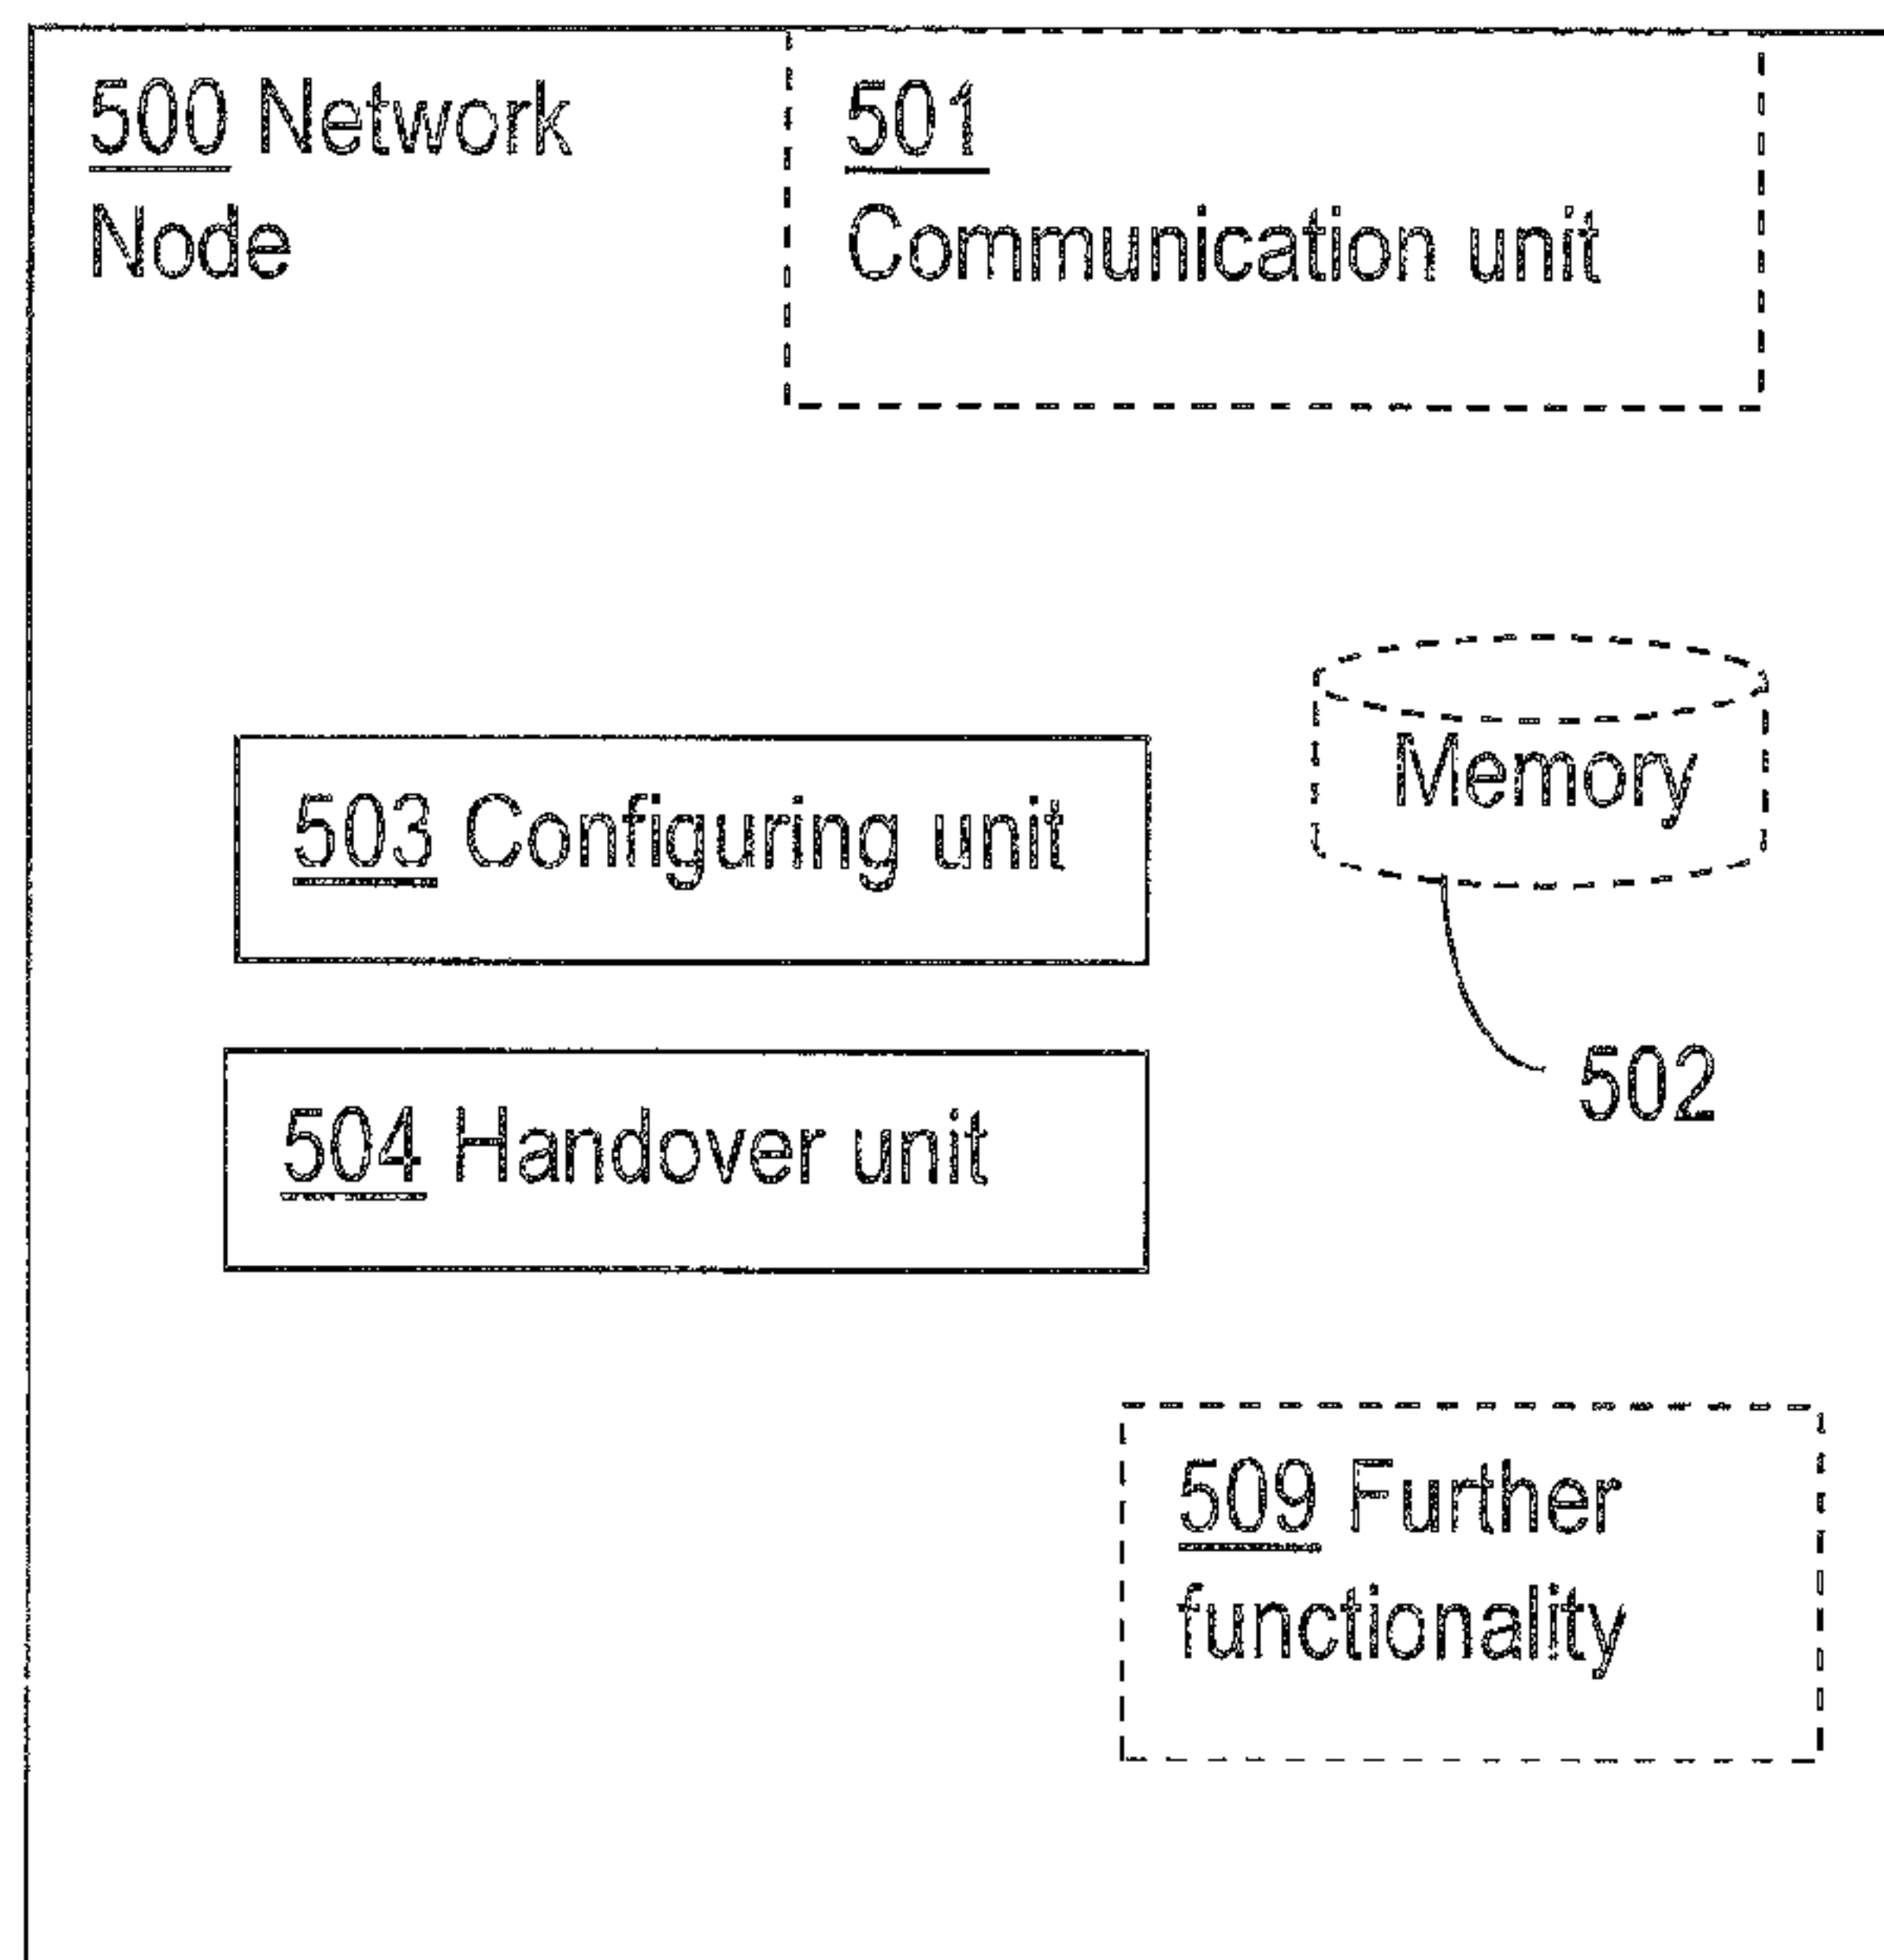 500 Network
Node
501
Communication unit
Memory
503 Configuring unit
502
504 Handover unit
509 Further
functionality